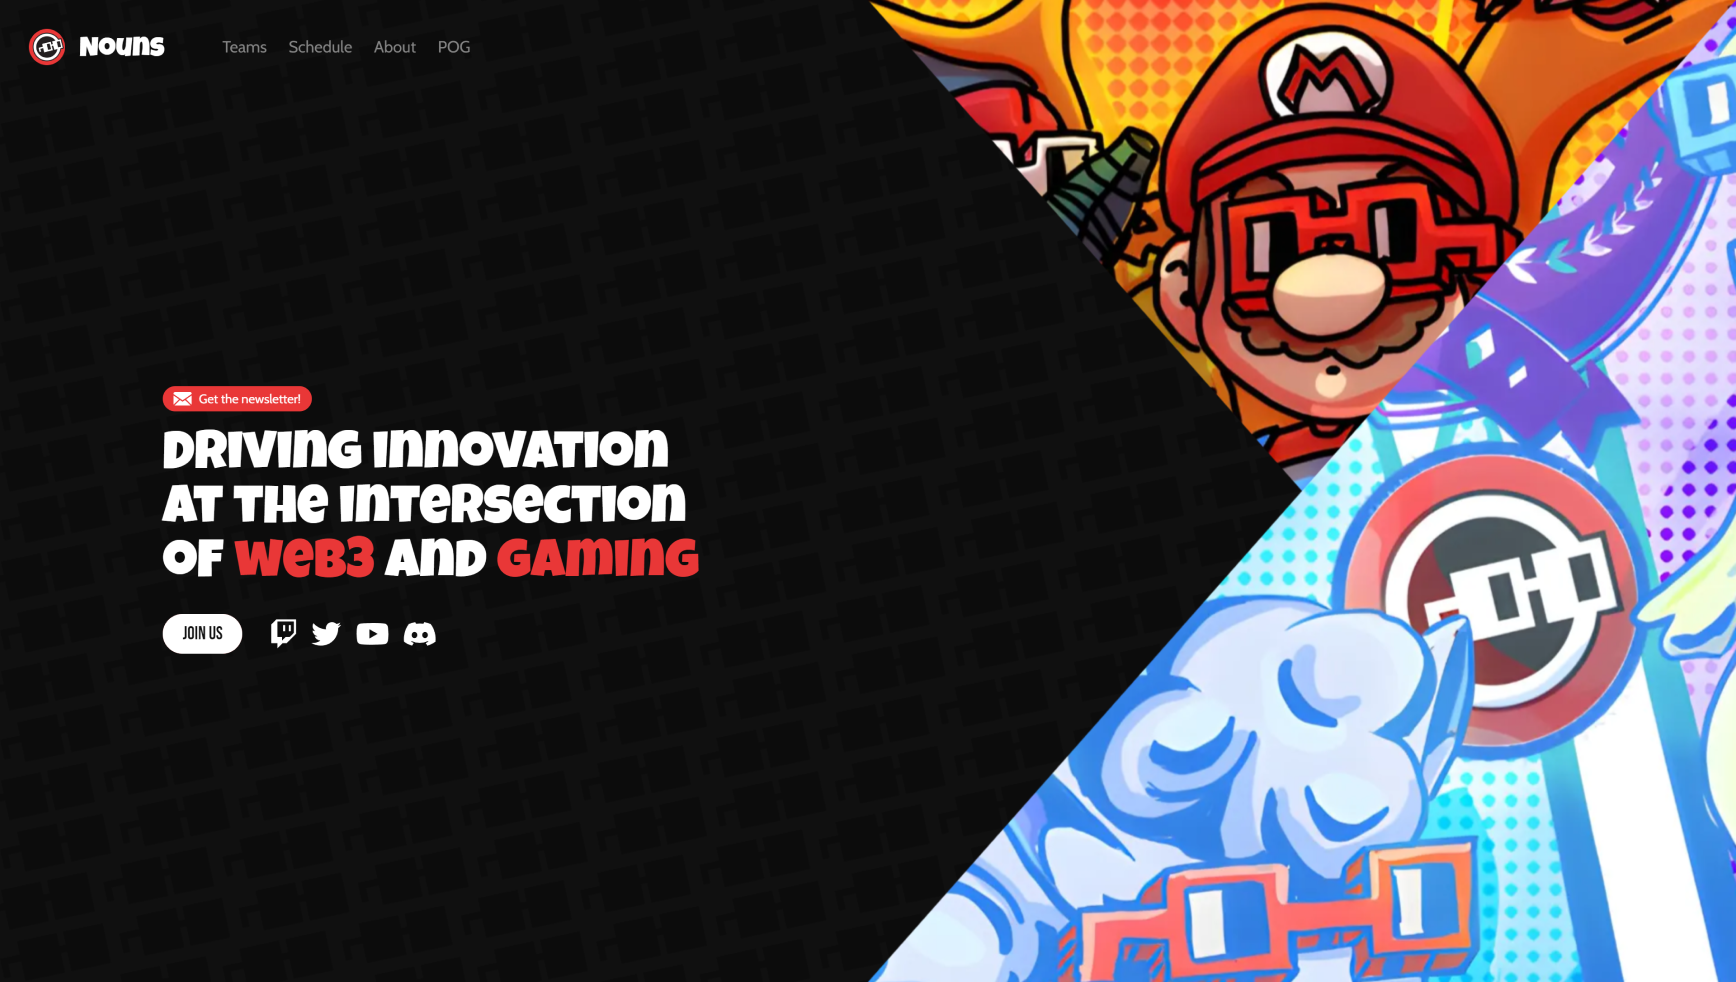 Nouns
Teams Schedule About POG
M
Get the newsletter!
DRIVING INNOVATION
AT THE INTERSECTION
OF WEB3 AND GAMING
JOIN US